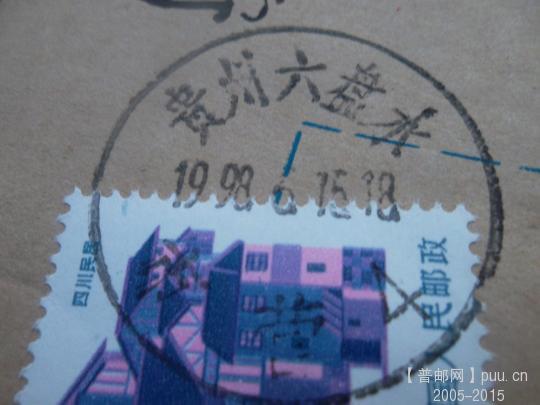 贵州六盘水
1998 6 15.18
四川民居
民邮政
【普邮网】puu.cn
2005-2015